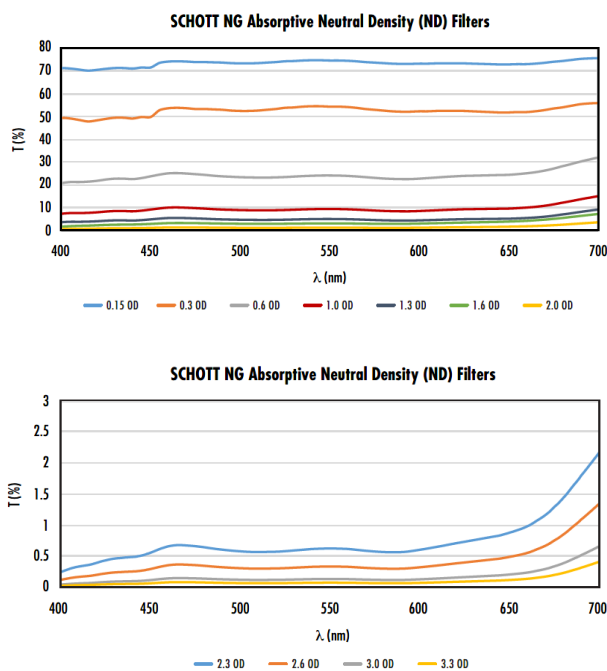 SCHOTT NG Absorptive Neutral Density (ND) Filters
80
70
60
50
40
30
20
10
0
T (%)
400 450 500 550 600 650 700
λ (nm)
0.15 OD 0.3 OD 0.6 OD 1.0 OD 1.3 OD 1.6 OD 2.0 OD
SCHOTT NG Absorptive Neutral Density (ND) Filters
3
2.5
2
1.5
1
0.5
0
T (%)
400 450 500 550 600 650 700
λ (nm)
2.3 OD 2.6 OD 3.0 OD 3.3 OD